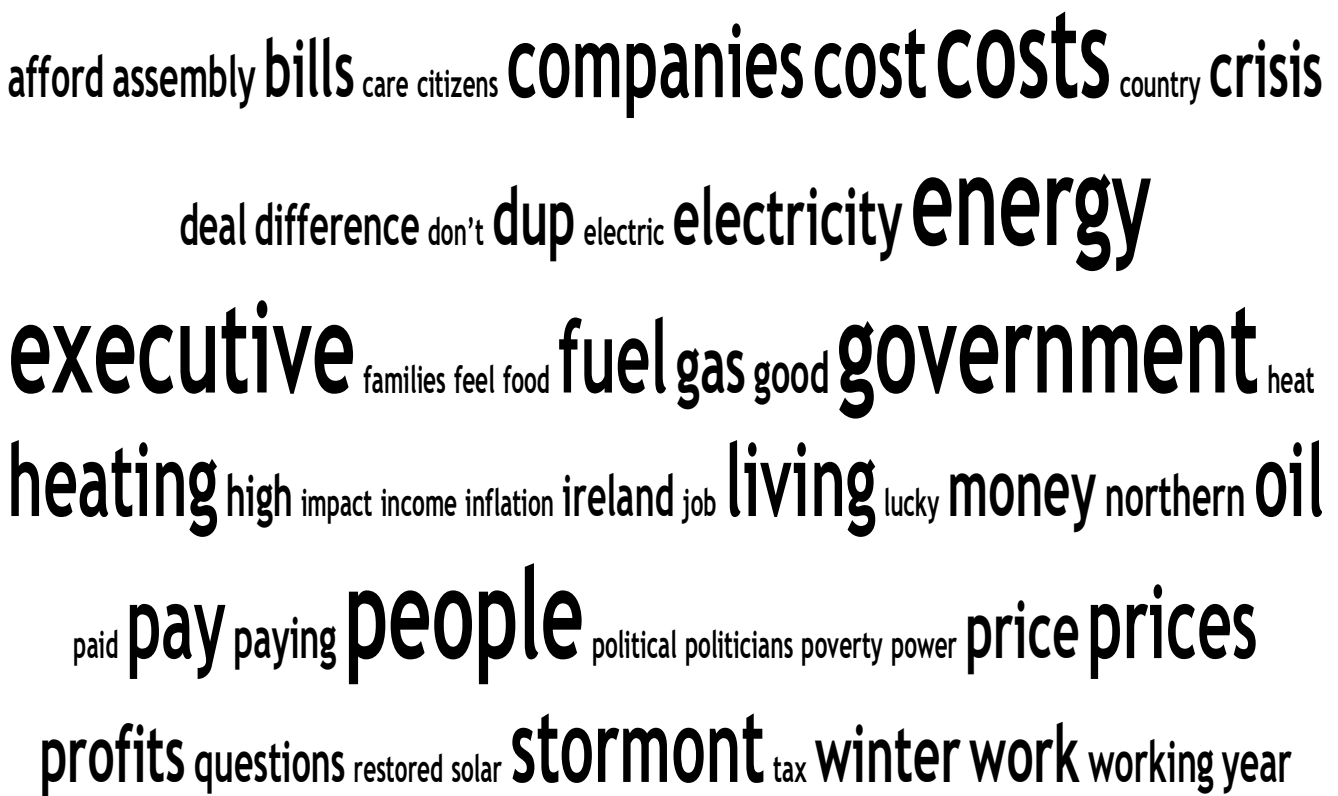 afford assembly bills care citizens companies cost costs country crisis
deal difference don’t dup electric electricity energy
executive families feel food fuel gas good government heat
heating high impact income inflation ireland job living lucky money northern oil
paid pay paying people political politicians poverty power price prices
profits questions restored solar stormont tax winter work working year